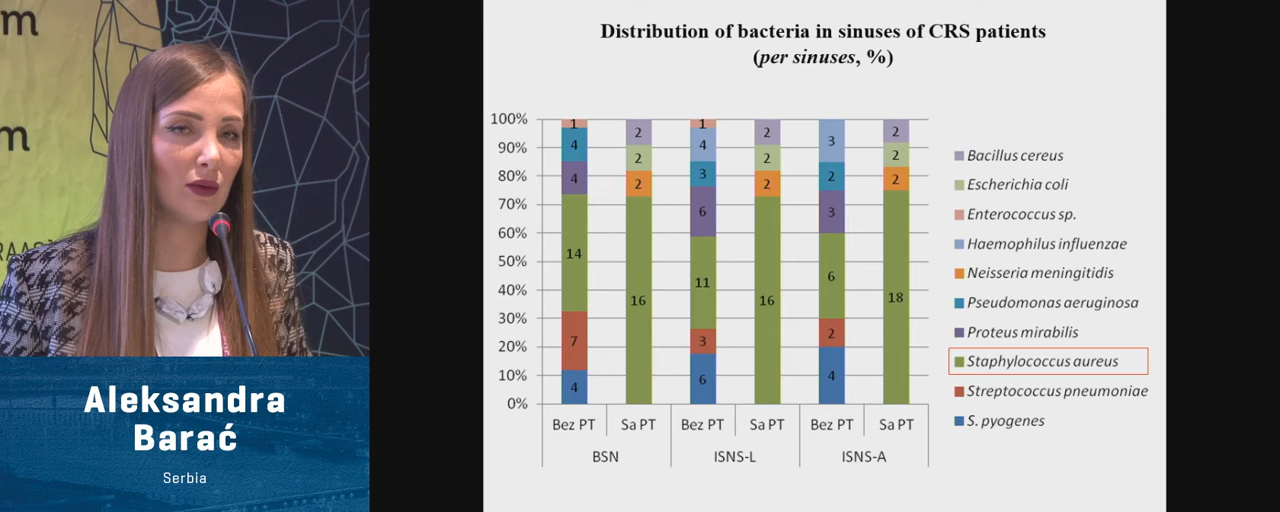 m
m
RAAS
Aleksandra
Barać
Serbia
Distribution of bacteria in sinuses of CRS patients
(per sinuses, %)
100%
90%
80%
70%
60%
50%
40%
30%
20%
10%
0%
1
4
4
14
7
4
2
2
2
16
1
4
3
6
11
3
6
2
2
2
16
3
2
3
6
2
4
2
2
2
18
Bez PT
Sa PT
Bez PT
Sa PT
Bez PT
Sa PT
BSN
ISNS-L
ISNS-A
Bacillus cereus
Escherichia coli
Enterococcus sp.
Haemophilus influenzae
Neisseria meningitidis
Pseudomonas aeruginosa
Proteus mirabilis
Staphylococcus aureus
Streptococcus pneumoniae
S. pyogenes